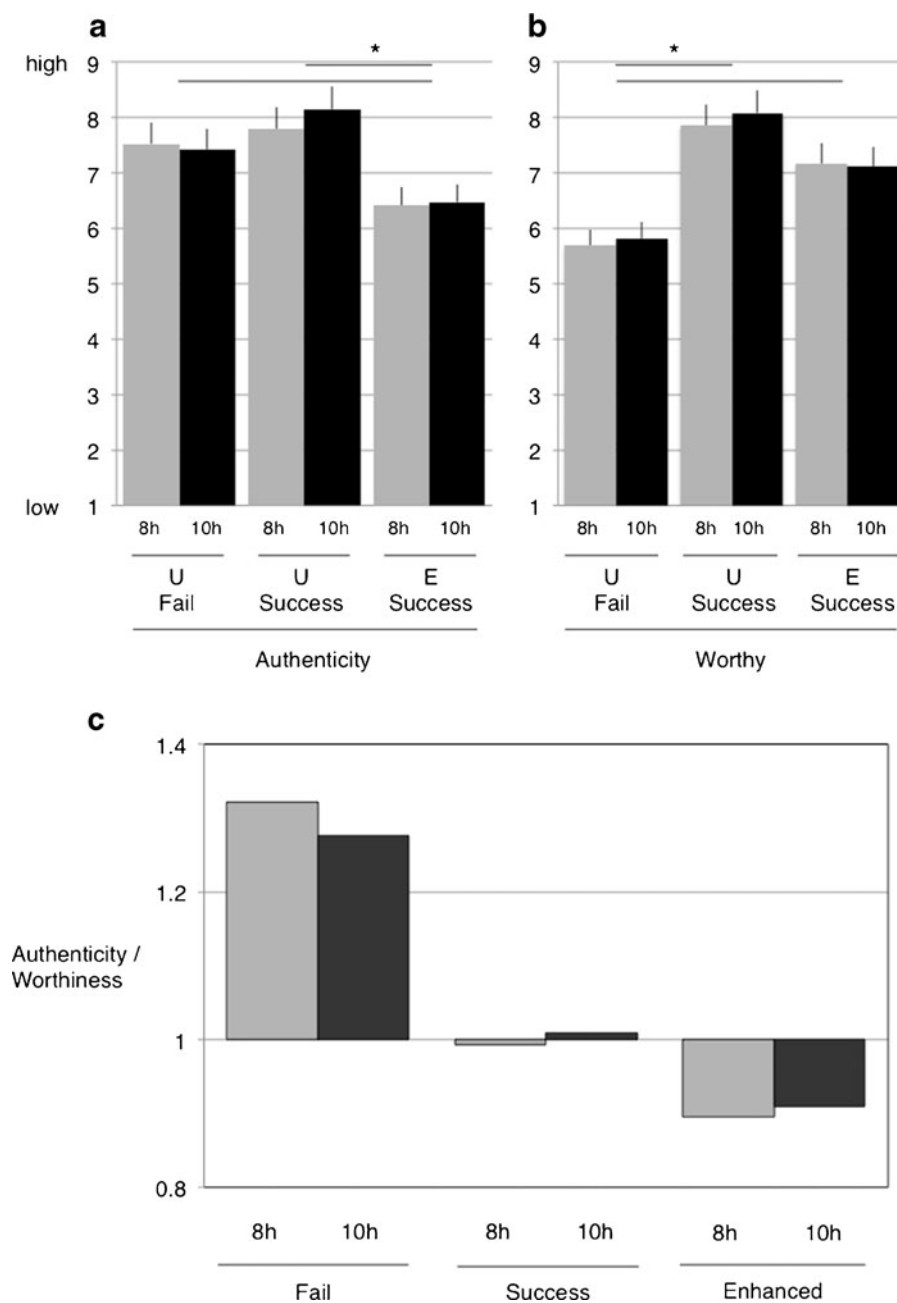 a
b
*
*
high
9
8
7
6
5
4
3
2
low
1
9
8
7
6
5
4
3
2
1
8h 10h 8h 10h 8h 10h
8h 10h 8h 10h 8h 10h
U
Fail
U
Success
E
Success
U
Fail
U
Success
E
Success
Authenticity
Worthy
c
1.4
1.2
Authenticity /
Worthiness
1
0.8
8h 10h 8h 10h 8h 10h
Fail Success Enhanced